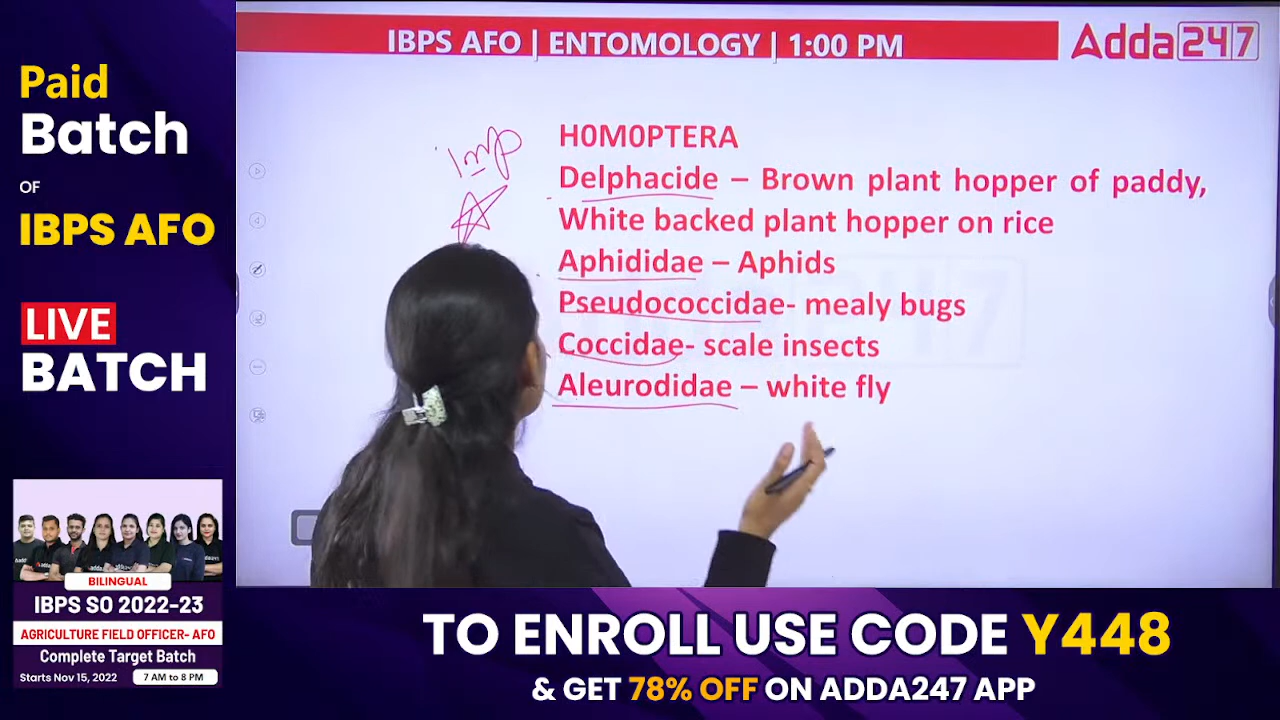 Paid
Batch
OF
IBPS AFO
LIVE
BATCH
BILINGUAL
IBPS SO 2022-23
AGRICULTURE FIELD OFFICER- AFO
Complete Target Batch
Starts Nov 15, 2022
7 AM to 8 PM
IBPS AFO | ENTOMOLOGY | 1:00 PM
Adda247
imp
H0M0PTERA
Delphacide – Brown plant hopper of paddy,
White backed plant hopper on rice
Aphididae – Aphids
Pseudococcidae- mealy bugs
Coccidae- scale insects
Aleurodidae – white fly
TO ENROLL USE CODE Y448
& GET 78% OFF ON ADDA247 APP